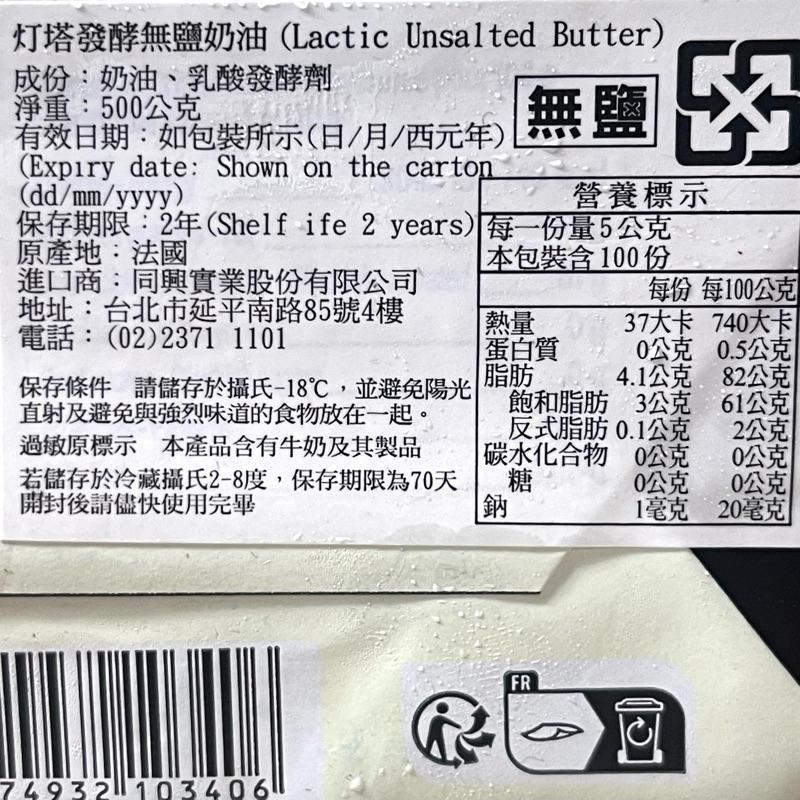 灯塔發酵無鹽奶油 (Lactic Unsalted Butter)
成份：奶油、乳酸發酵劑
淨重：500公克
有效日期：如包裝所示(日/月/西元年)
(Expiry date: Shown on the carton
(dd/mm/yyyy)
保存期限：2年(Shelf ife 2 years)
原產地：法國
進口商：同興實業股份有限公司
地址：台北市延平南路85號4樓
電話：(02)2371 1101
保存條件 請儲存於攝氏-18℃，並避免陽光
直射及避免與強烈味道的食物放在一起。
過敏原標示 本產品含有牛奶及其製品
若儲存於冷藏攝氏2-8度，保存期限為70天
開封後請儘快使用完畢
無鹽
營養標示
每一份量5公克
本包裝含100份
每份 每100公克
熱量 37大卡 740大卡
蛋白質 0公克 0.5公克
脂肪 4.1公克 82公克
飽和脂肪 3公克 61公克
反式脂肪 0.1公克 2公克
碳水化合物 0公克 0公克
糖 0公克 0公克
鈉 1毫克 20毫克
FR
74932 103406